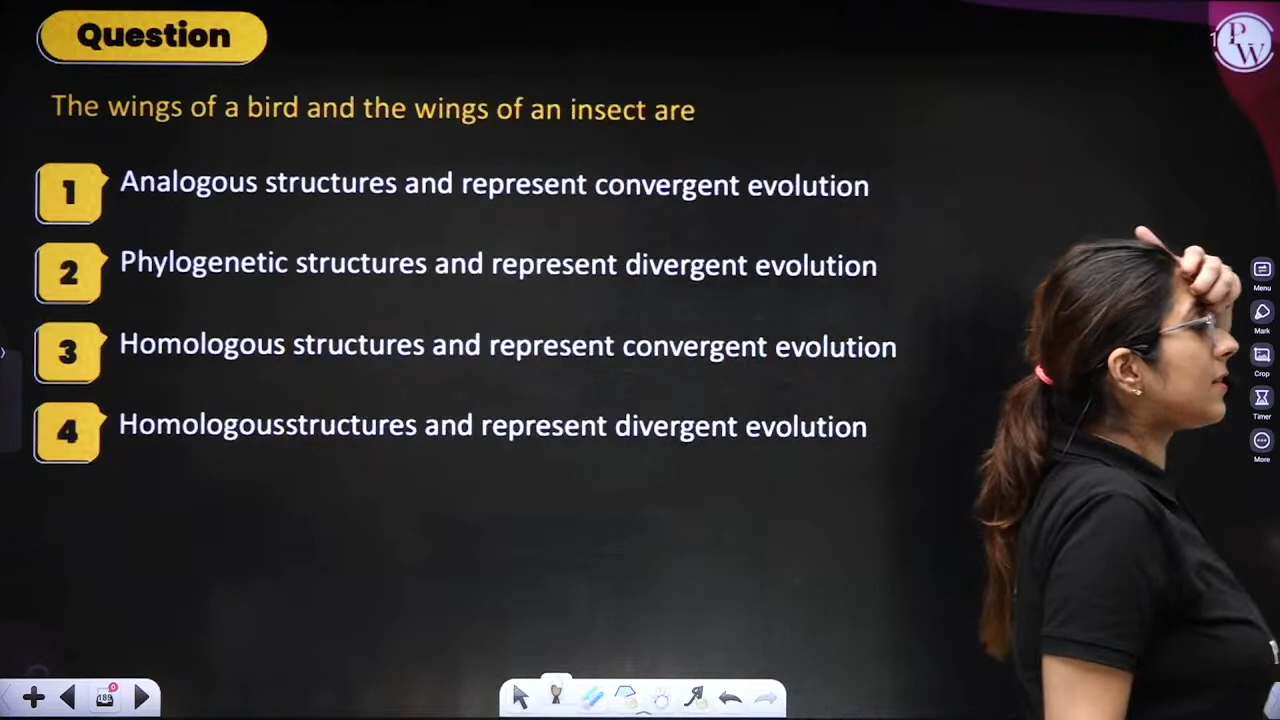 Question
PW
The wings of a bird and the wings of an insect are
1 Analogous structures and represent convergent evolution
2 Phylogenetic structures and represent divergent evolution
3 Homologous structures and represent convergent evolution
4 Homologousstructures and represent divergent evolution
Menu
Mark
Crop
Timer
More
189
0